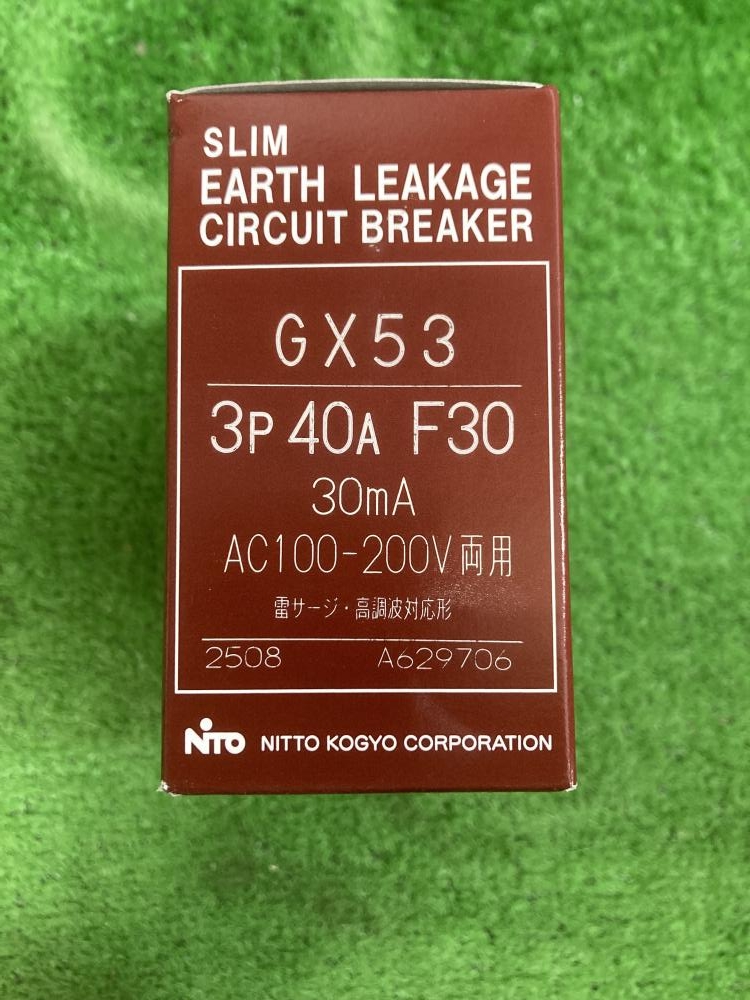 SLIM
EARTH LEAKAGE
CIRCUIT BREAKER
GX53
3P 40A F30
30mA
AC100-200V両用
雷サージ・高調波対応形
2508 A629706
NiTO NITTO KOGYO CORPORATION